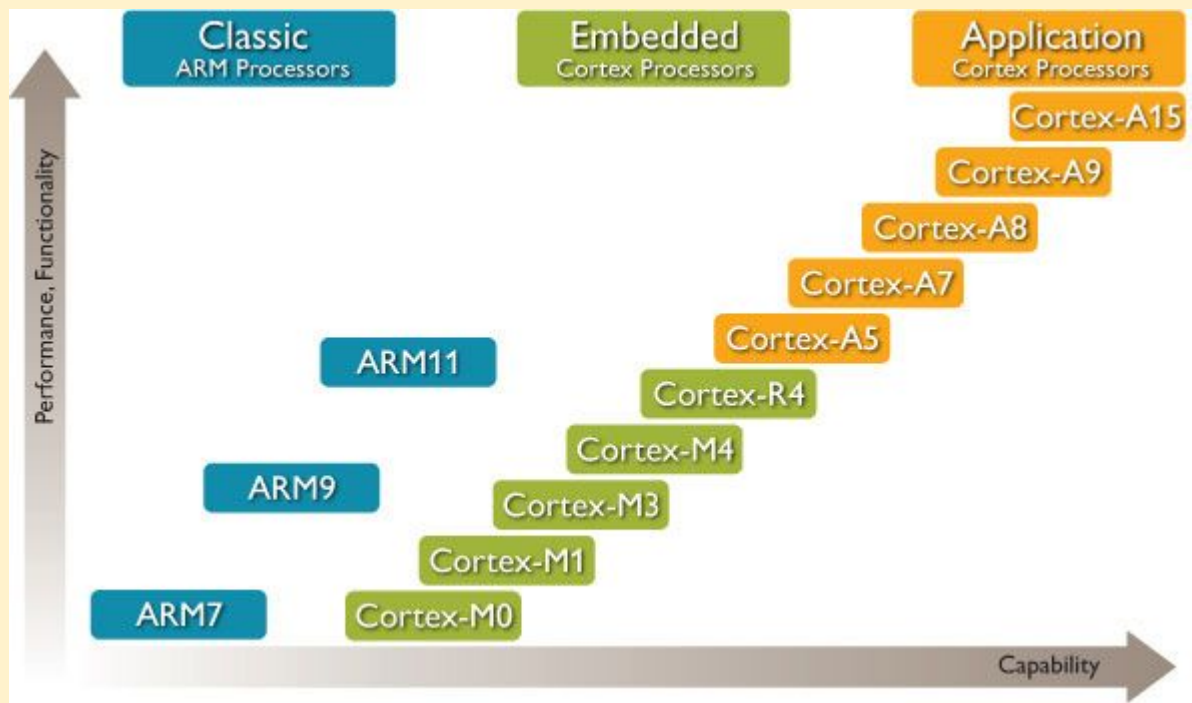 Classic
ARM Processors
Embedded
Cortex Processors
Application
Cortex Processors
Cortex-A15
Cortex-A9
Cortex-A8
Cortex-A7
Cortex-A5
ARM11
Cortex-R4
Cortex-M4
ARM9
Cortex-M3
Cortex-M1
ARM7
Cortex-M0
Performance, Functionality
Capability